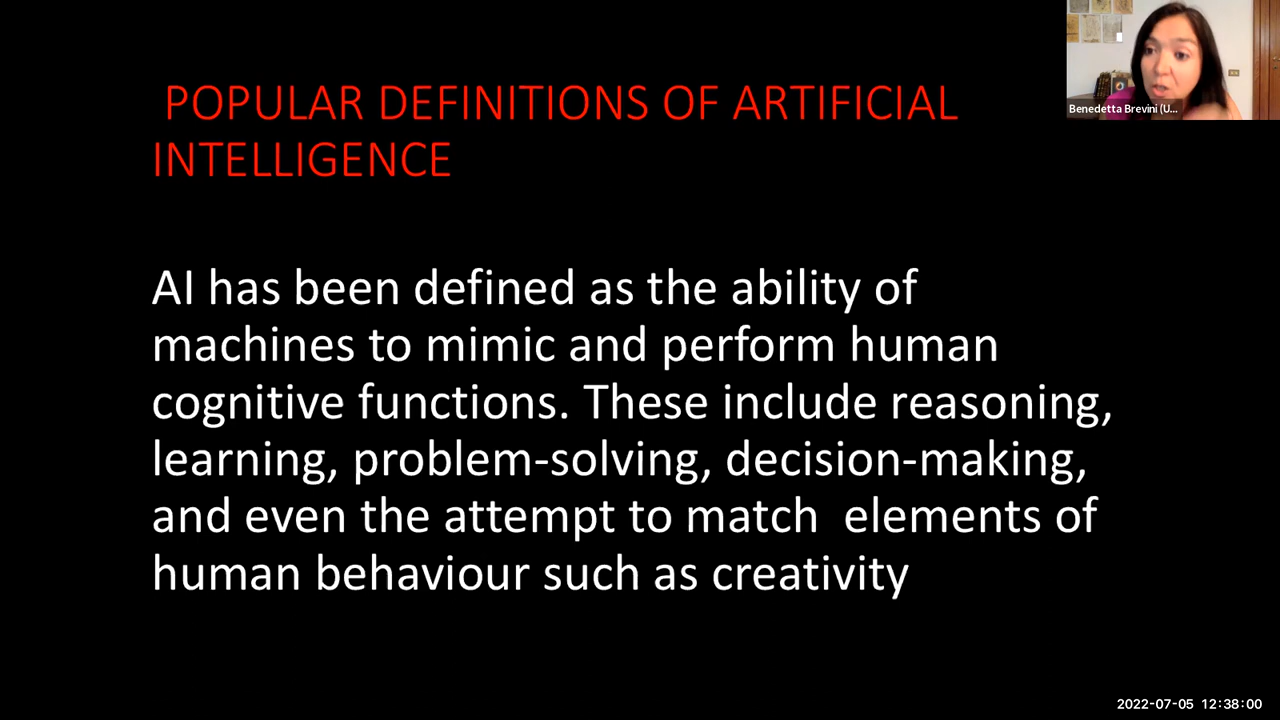 POPULAR DEFINITIONS OF ARTIFICIAL
INTELLIGENCE
AI has been defined as the ability of
machines to mimic and perform human
cognitive functions. These include reasoning,
learning, problem-solving, decision-making,
and even the attempt to match  elements of
human behaviour such as creativity
Benedetta Brevini (U...
2022-07-05 12:38:00